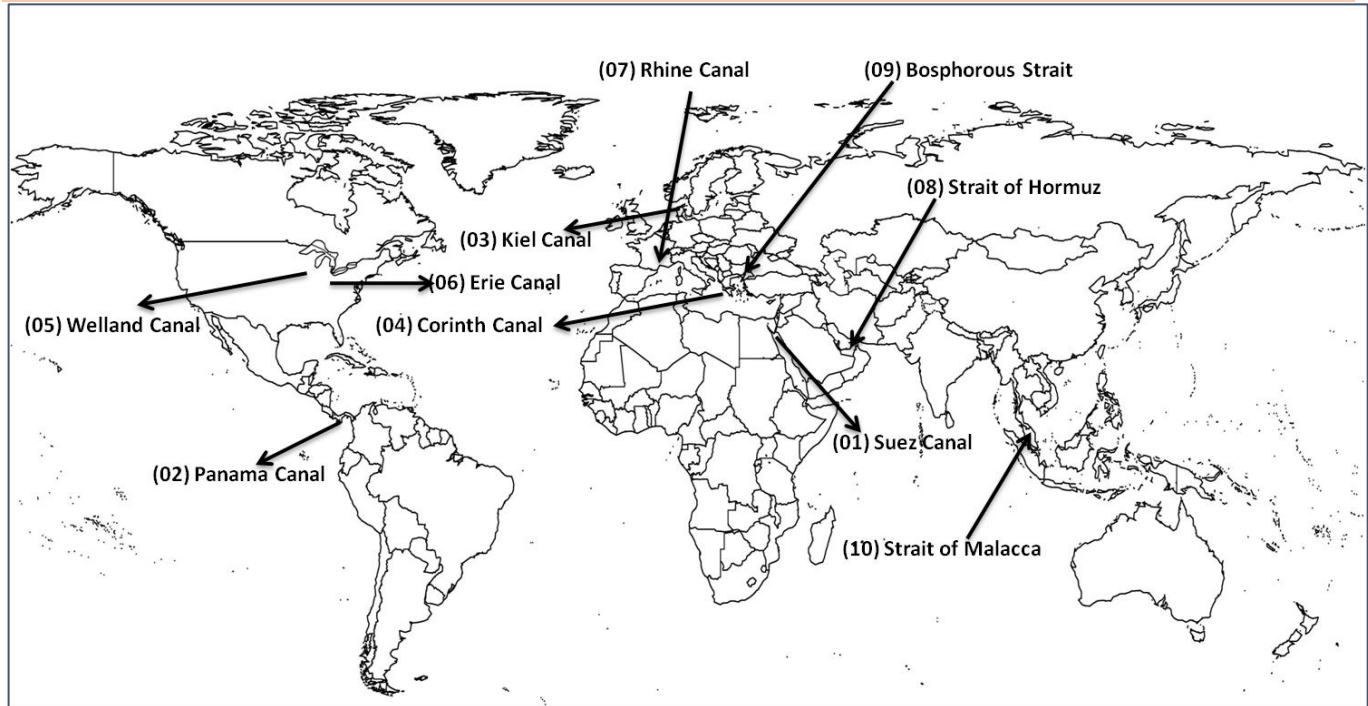 (07) Rhine Canal
(09) Bosphorous Strait
(08) Strait of Hormuz
(03) Kiel Canal
(06) Erie Canal
(05) Welland Canal
(04) Corinth Canal
(01) Suez Canal
(02) Panama Canal
(10) Strait of Malacca